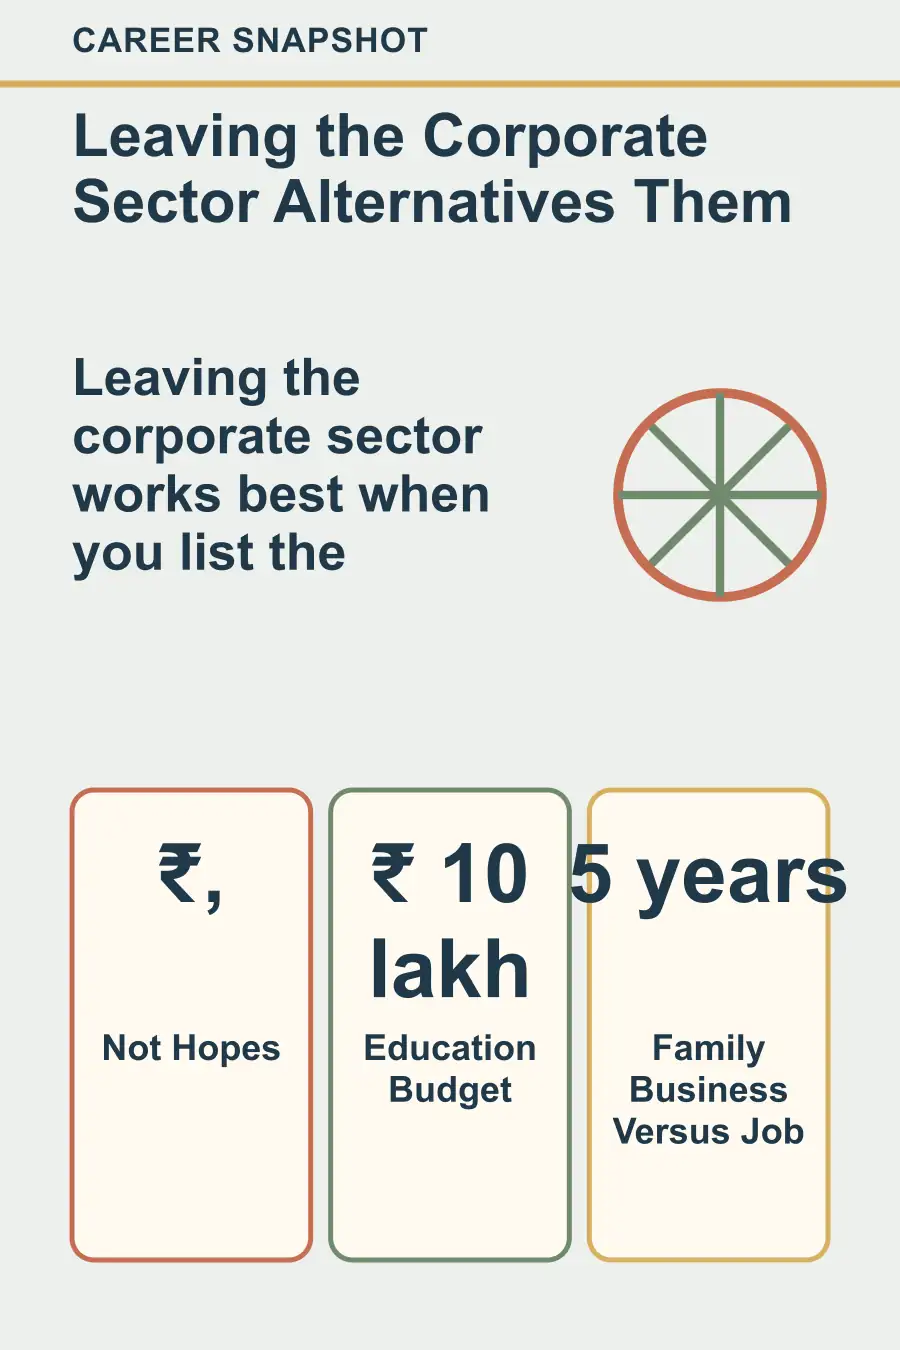 CAREER SNAPSHOT
Leaving the Corporate
Sector Alternatives Them
Leaving the
corporate sector
works best when
you list the
₹,
Not Hopes
₹ 10
lakh
Education
Budget
5 years
Family
Business
Versus Job